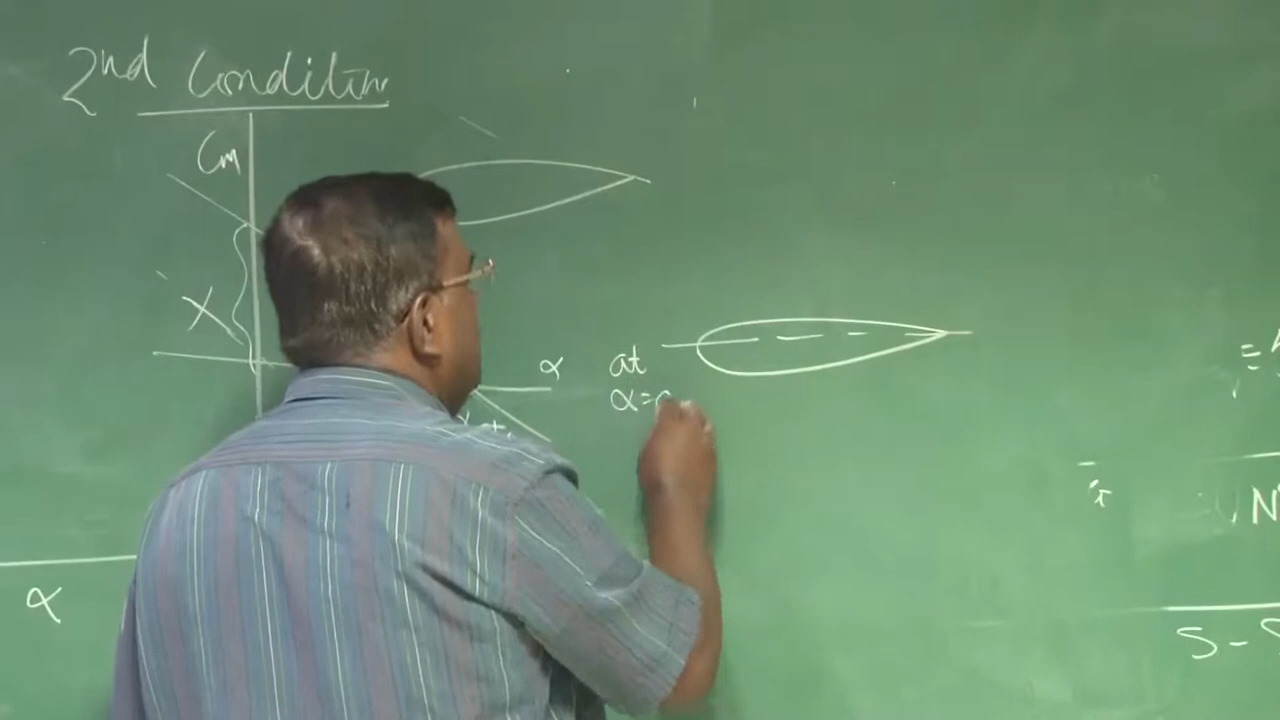 2nd Condition
Cm
X
α
at
α=0
α
N
S-S